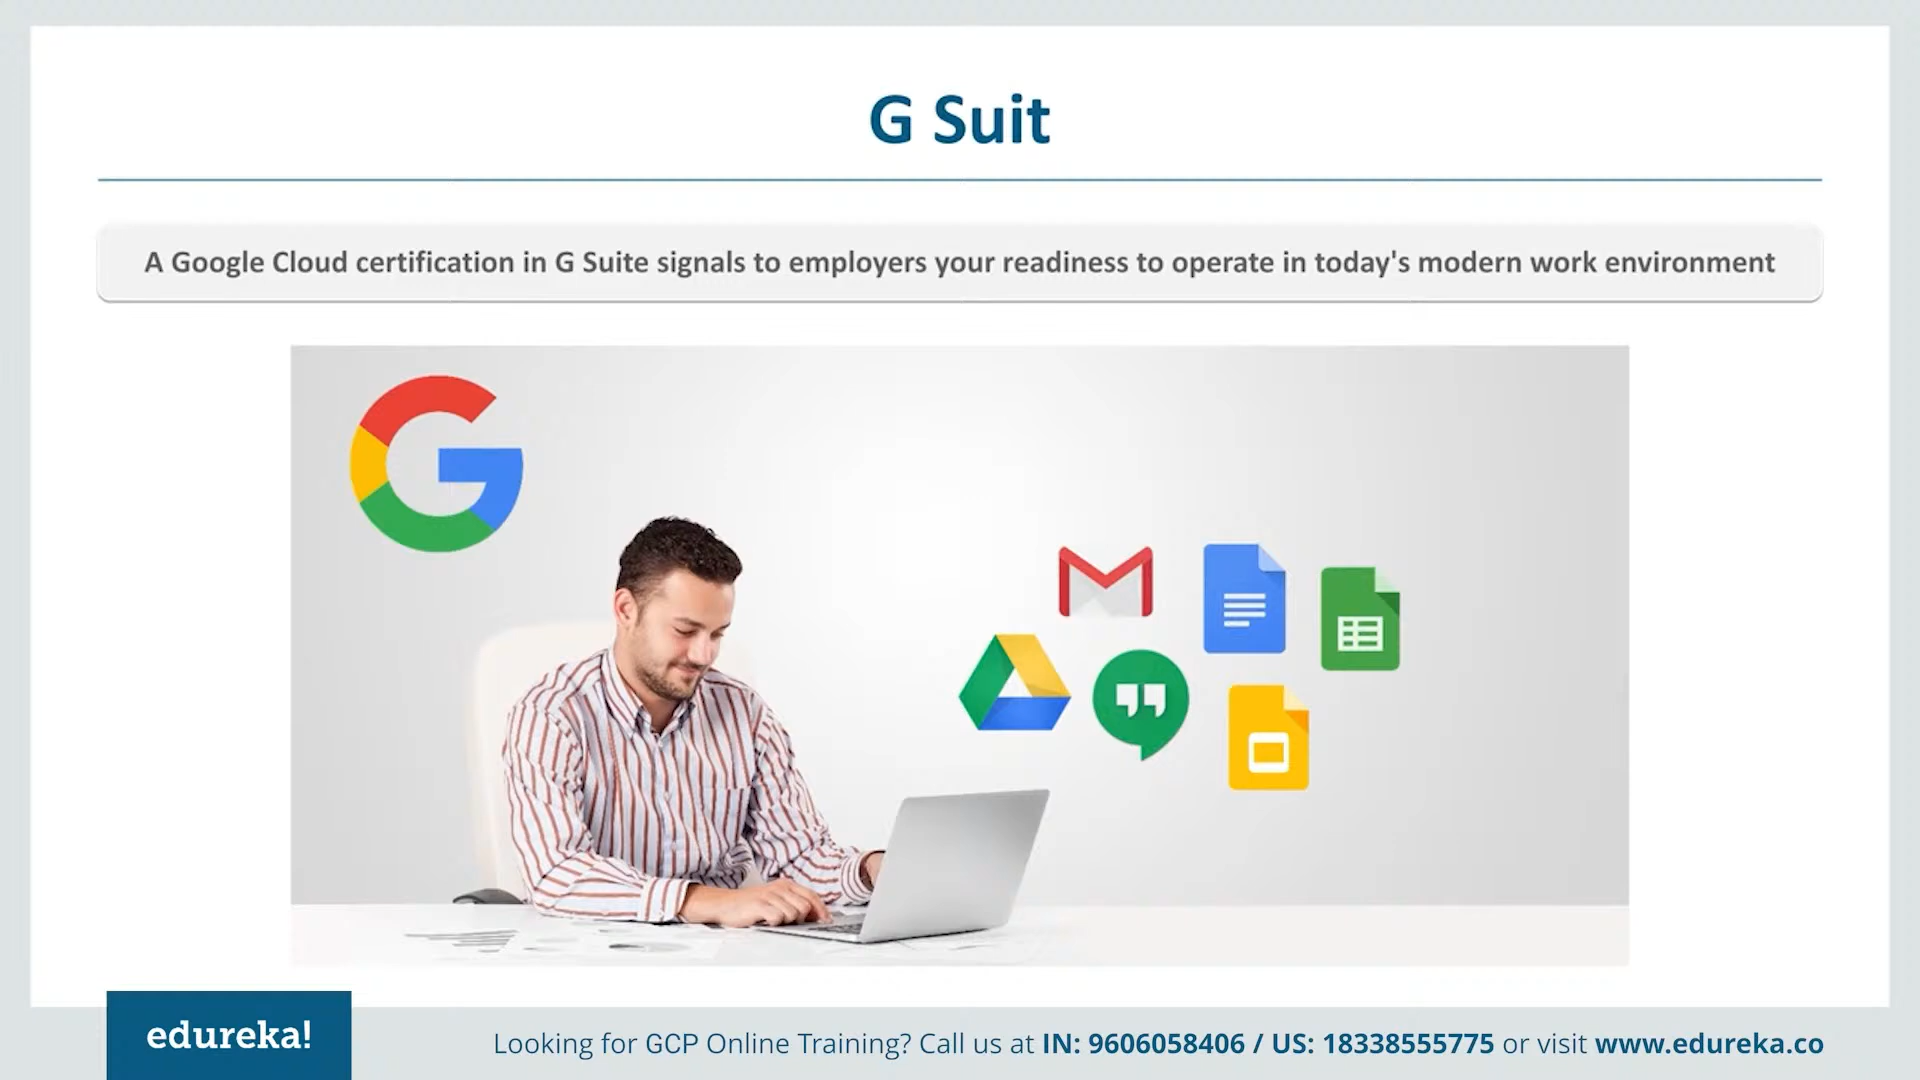 G Suit
A Google Cloud certification in G Suite signals to employers your readiness to operate in today's modern work environment
edureka!
Looking for GCP Online Training? Call us at IN: 9606058406 / US: 18338555775 or visit www.edureka.co